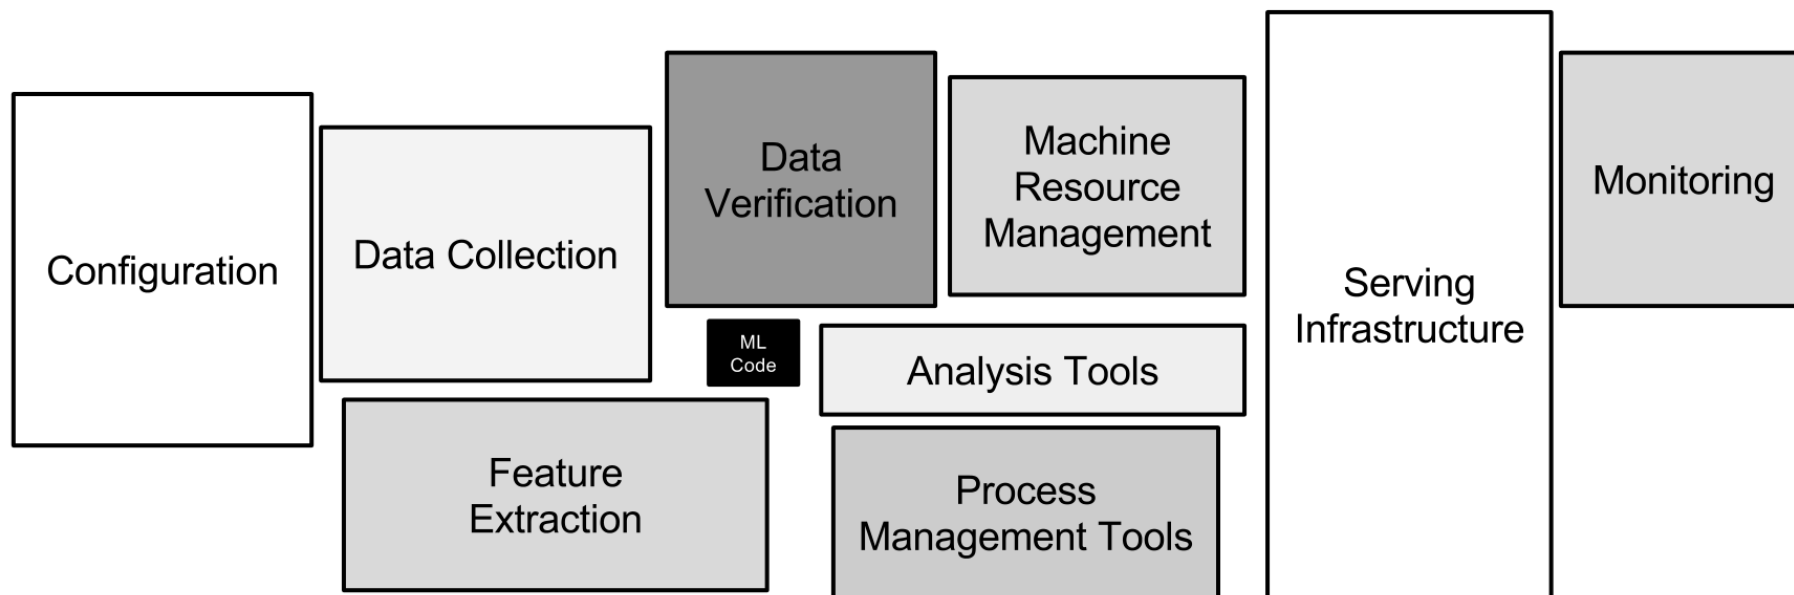 Configuration
Data Collection
Data
Verification
Machine
Resource
Management
Serving
Infrastructure
Monitoring
ML
Code
Analysis Tools
Feature
Extraction
Process
Management Tools